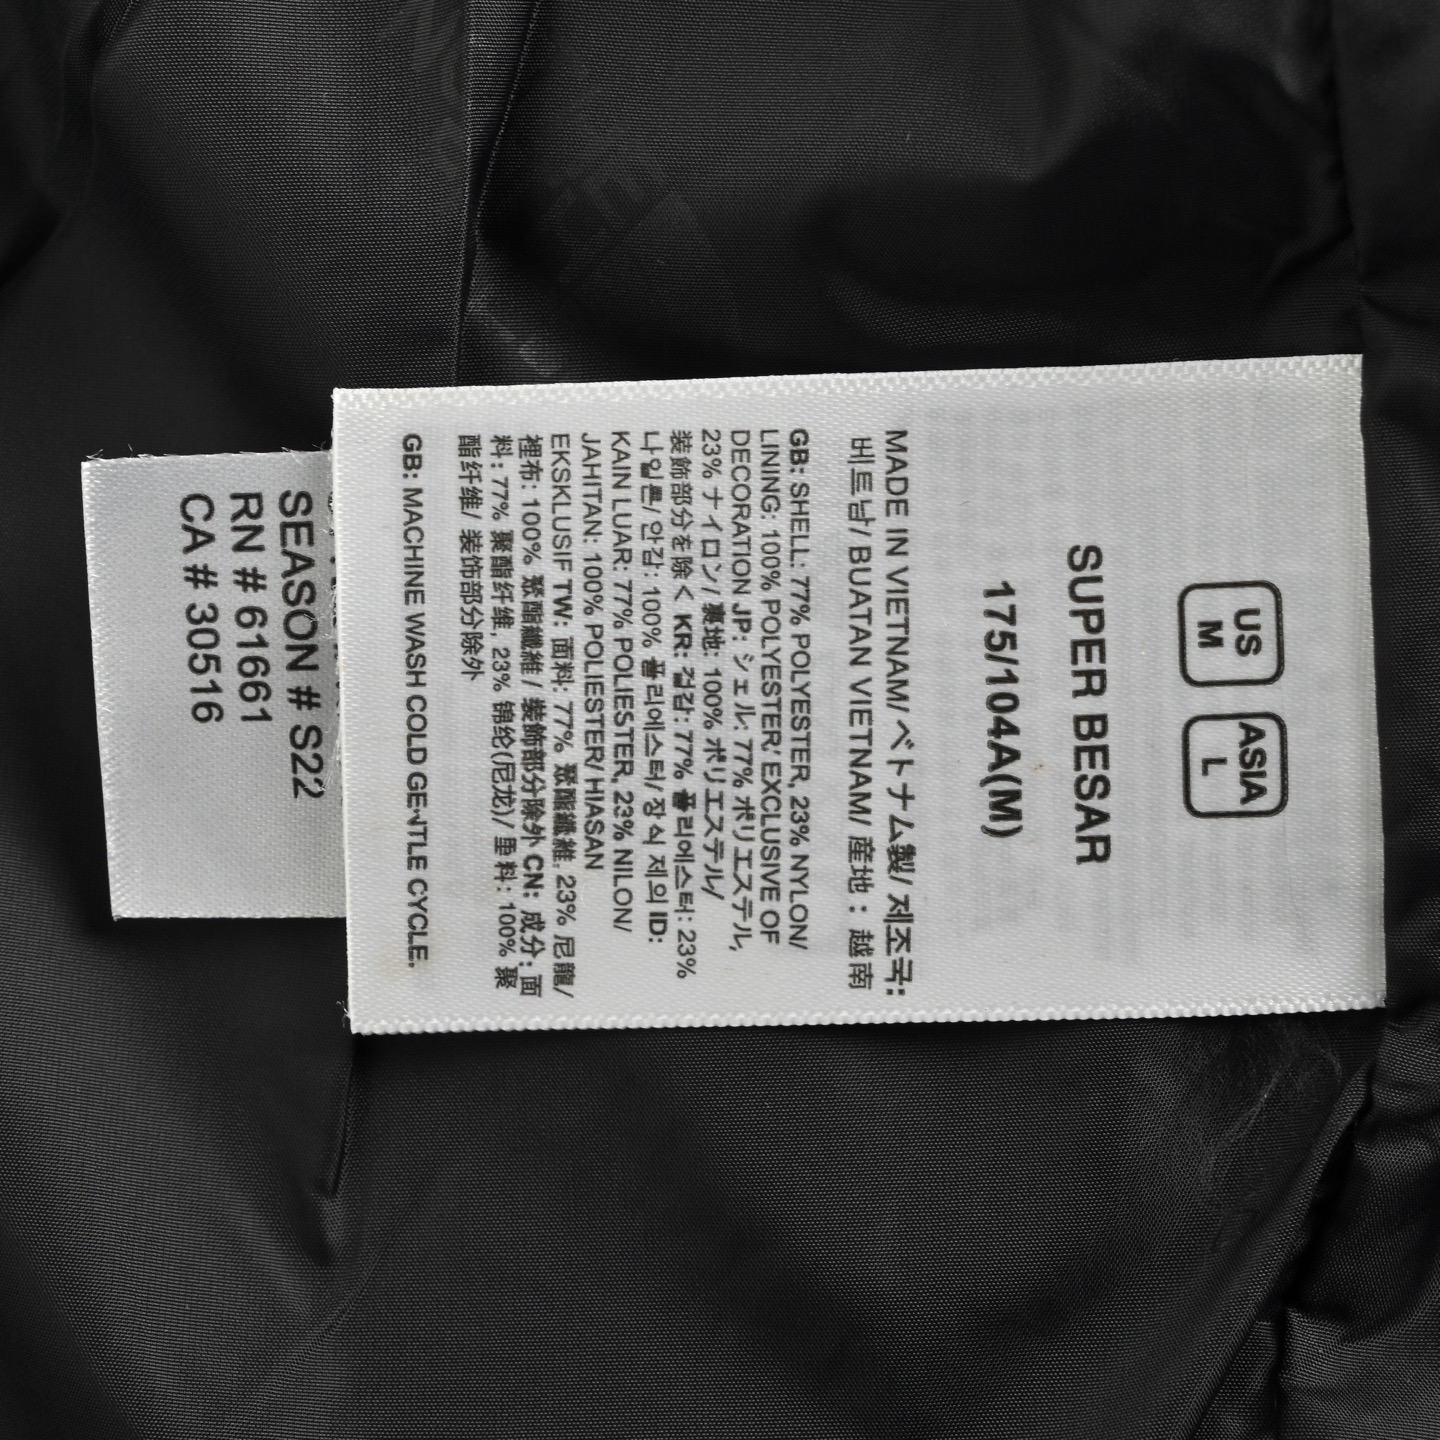 US
M
ASIA
L
SUPER BESAR
175/104A(M)
MADE IN VIETNAM/ ベトナム製/ 제조국:
베트남/ BUATAN VIETNAM/ 産地：越南
GB: SHELL: 77% POLYESTER, 23% NYLON/
LINING: 100% POLYESTER/ EXCLUSIVE OF
DECORATION JP: シェル: 77% ポリエステル,
23% ナイロン/ 裏地: 100% ポリエステル/
装飾部分を除く KR: 겉감: 77% 폴리에스터: 23%
나일론/ 안감: 100% 폴리에스터/ 장식 제외 ID:
KAIN LUAR: 77% POLIESTER, 23% NILON/
JAHITAN: 100% POLIESTER/ HIASAN
EKSKLUSIF TW: 面料: 77% 聚酯纖維, 23% 尼龍/
裡布: 100% 聚酯纖維 / 裝飾部分除外 CN: 成分: 面
料: 77% 聚酯纤维, 23% 锦纶(尼龙)/ 里料: 100% 聚
酯纤维/ 装饰部分除外
GB: MACHINE WASH COLD GENTLE CYCLE.
SEASON # S22
RN # 61661
CA # 30516